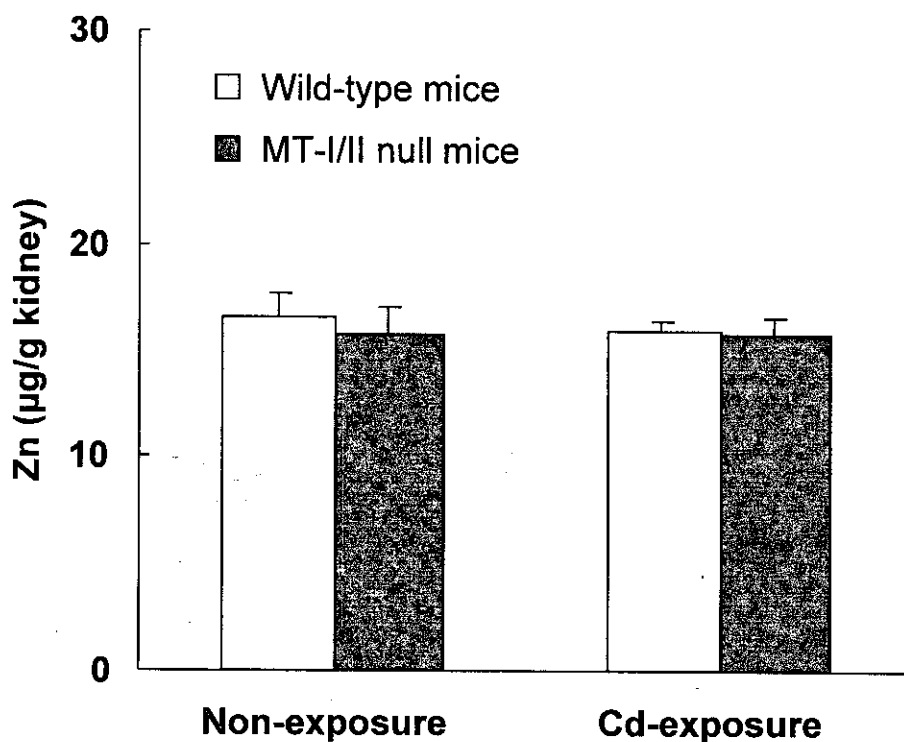 30
Wild-type mice
MT-I/II null mice
20
Zn (µg/g kidney)
10
0
Non-exposure
Cd-exposure